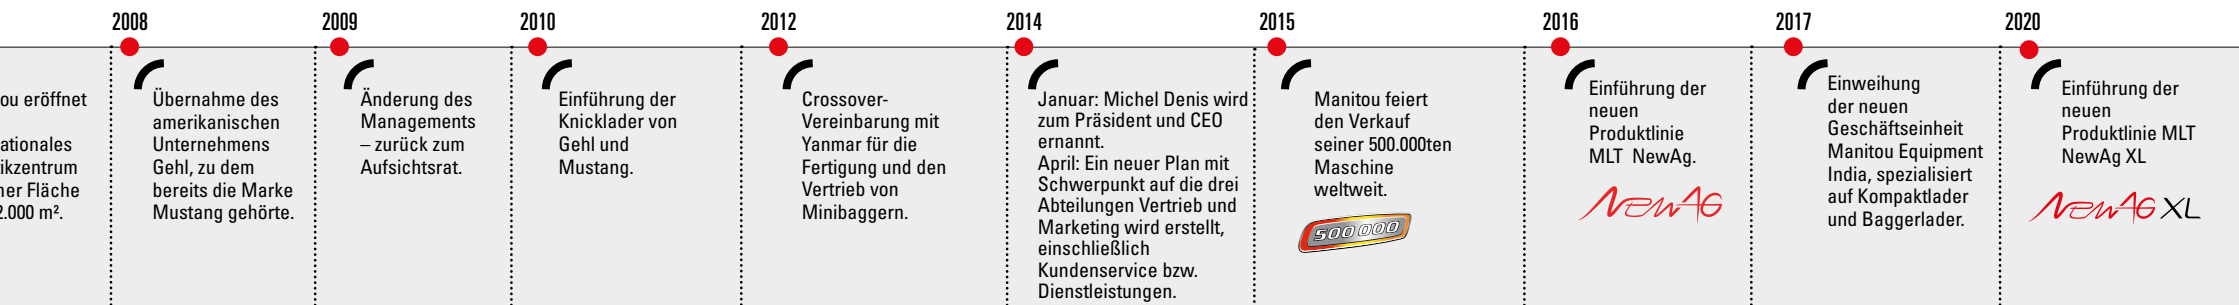 ou eröffnet
ationales
ikzentrum
ner Fläche
2.000 m².
2008
Übernahme des
amerikanischen
Unternehmens
Gehl, zu dem
bereits die Marke
Mustang gehörte.
2009
Änderung des
Managements
– zurück zum
Aufsichtsrat.
2010
Einführung der
Knicklader von
Gehl und
Mustang.
2012
Crossover-
Vereinbarung mit
Yanmar für die
Fertigung und den
Vertrieb von
Minibaggern.
2014
Januar: Michel Denis wird
zum Präsident und CEO
ernannt.
April: Ein neuer Plan mit
Schwerpunkt auf die drei
Abteilungen Vertrieb und
Marketing wird erstellt,
einschließlich
Kundenservice bzw.
Dienstleistungen.
2015
Manitou feiert
den Verkauf
seiner 500.000ten
Maschine
weltweit.
500 000
2016
Einführung der
neuen
Produktlinie
MLT NewAg.
NEWAG
2017
Einweihung
der neuen
Geschäftseinheit
Manitou Equipment
India, spezialisiert
auf Kompaktlader
und Baggerlader.
2020
Einführung der
neuen
Produktlinie MLT
NewAg XL
NEWAG XL